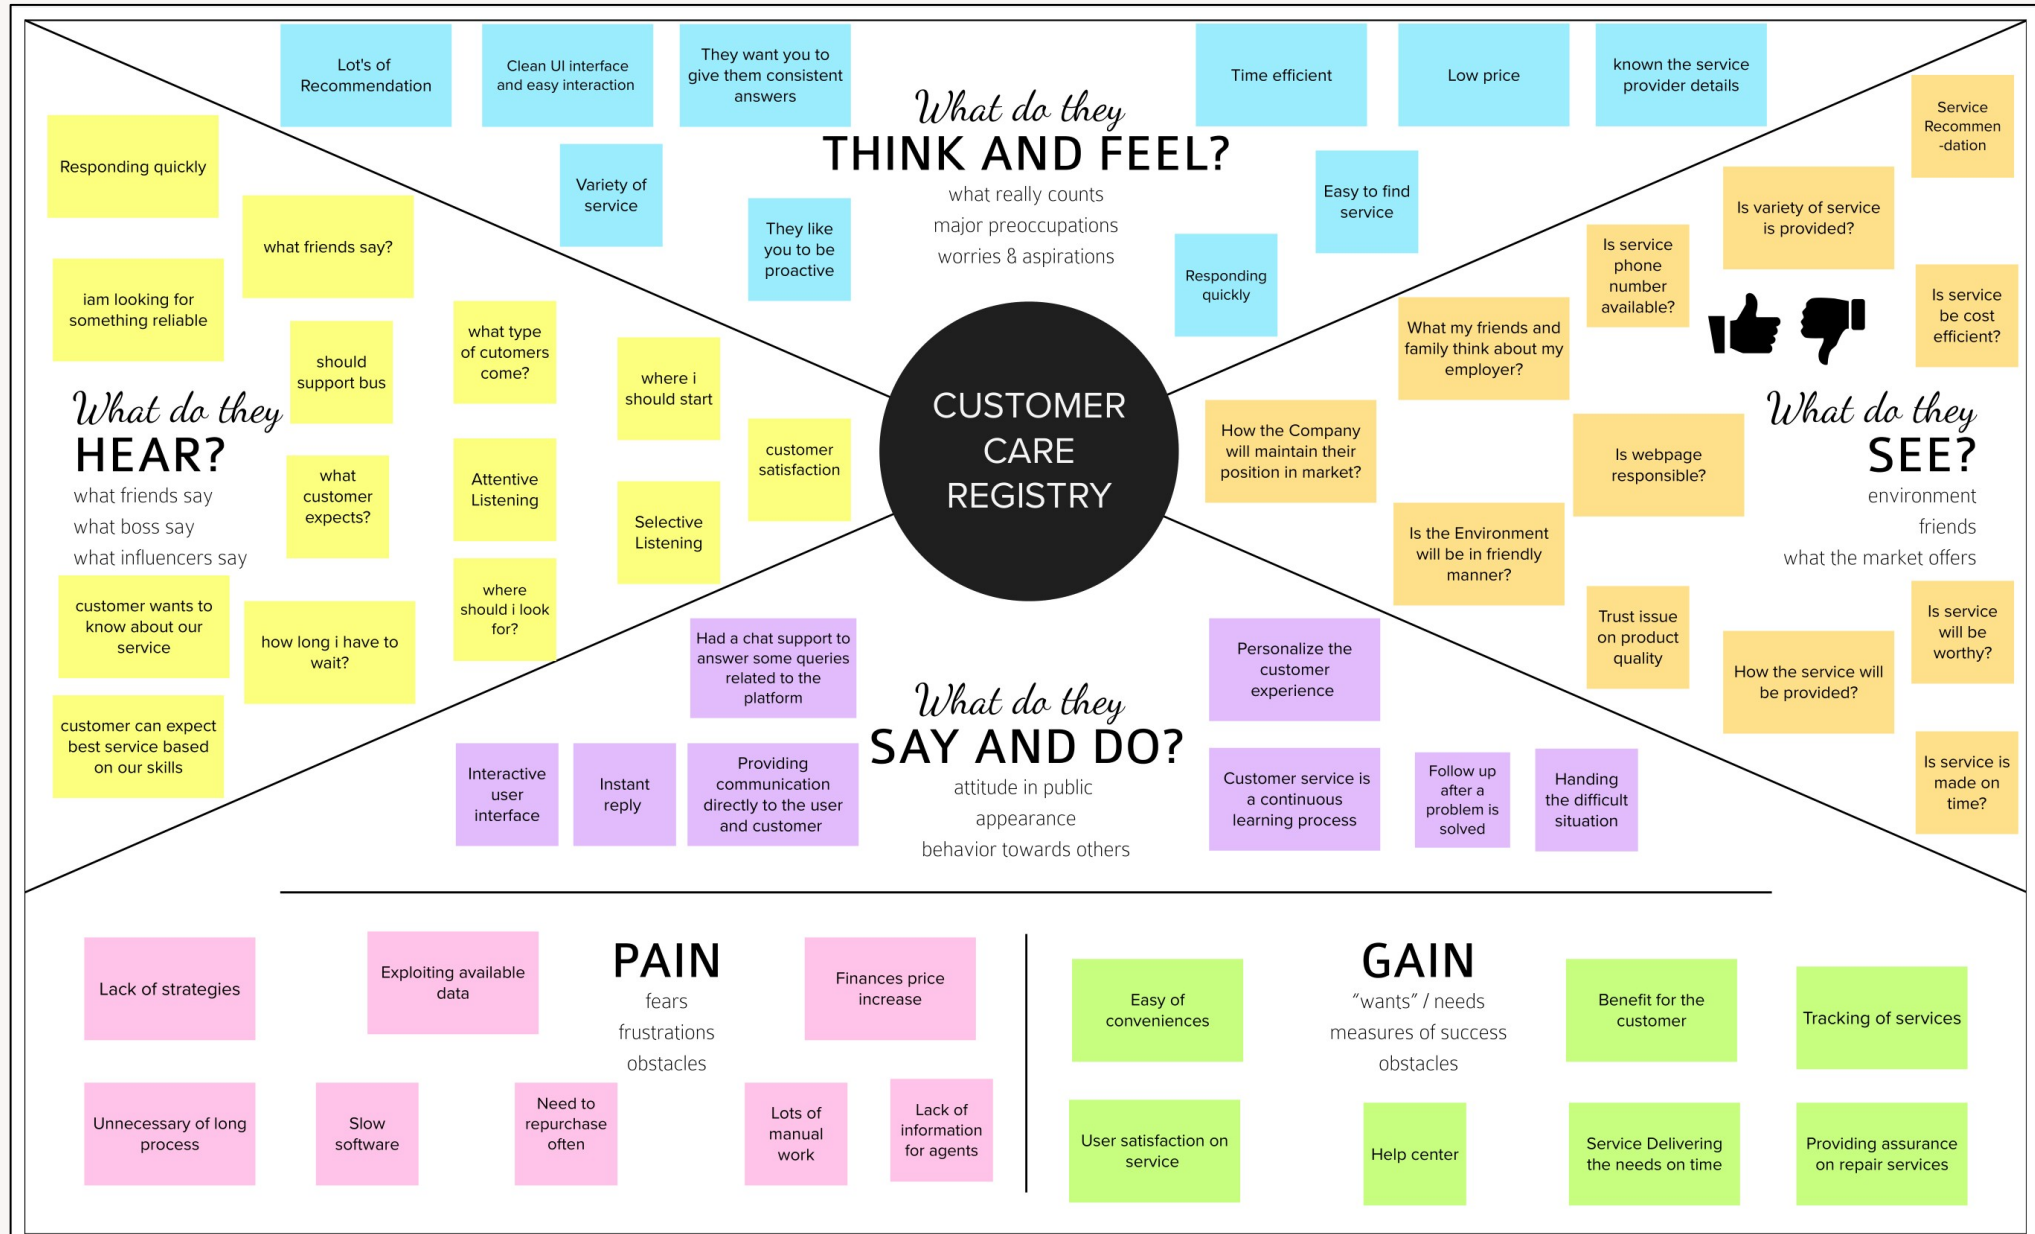 Lot's of
Recommendation
Clean UI interface
and easy interaction
They want you to
give them consistent
answers
Variety of
service
They like
you to be
proactive
What do they
THINK AND FEEL?
what really counts
major preoccupations
worries & aspirations
Time efficient
Low price
known the service
provider details
Easy to find
service
Responding
quickly
Responding quickly
what friends say?
iam looking for
something reliable
should
support bus
what type
of cutomers
come?
where i
should start
customer
satisfaction
What do they
HEAR?
what friends say
what boss say
what influencers say
what
customer
expects?
Attentive
Listening
Selective
Listening
where
should i look
for?
customer wants to
know about our
service
how long i have to
wait?
customer can expect
best service based
on our skills
CUSTOMER
CARE
REGISTRY
Service
Recommen
-dation
Is variety of service
is provided?
Is service
phone
number
available?
Is service
be cost
efficient?
What my friends and
family think about my
employer?
How the Company
will maintain their
position in market?
Is webpage
responsible?
What do they
SEE?
environment
friends
what the market offers
Is the Environment
will be in friendly
manner?
Trust issue
on product
quality
How the service will
be provided?
Is service
will be
worthy?
Is service is
made on
time?
Had a chat support to
answer some queries
related to the
platform
Interactive
user
interface
Instant
reply
Providing
communication
directly to the user
and customer
What do they
SAY AND DO?
attitude in public
appearance
behavior towards others
Personalize the
customer
experience
Customer service is
a continuous
learning process
Follow up
after a
problem is
solved
Handing
the difficult
situation
PAIN
fears
frustrations
obstacles
Lack of strategies
Exploiting available
data
Finances price
increase
Unnecessary of long
process
Slow
software
Need to
repurchase
often
Lots of
manual
work
Lack of
information
for agents
GAIN
"wants" / needs
measures of success
obstacles
Easy of
conveniences
Benefit for the
customer
Tracking of services
User satisfaction on
service
Help center
Service Delivering
the needs on time
Providing assurance
on repair services